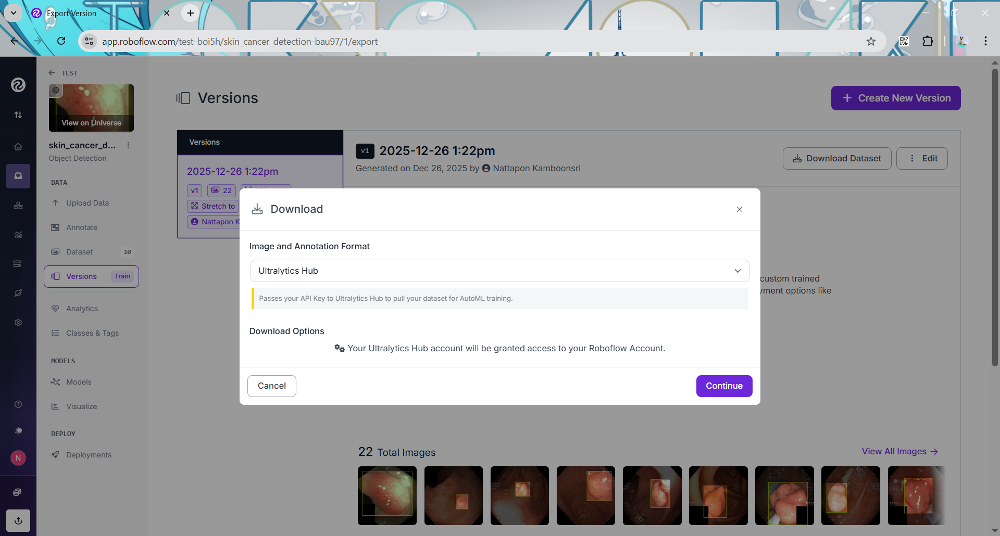 Export Version
app.roboflow.com/test-boi5h/skin_cancer_detection-bau97/1/export
TEST
View on Universe
skin_cancer_d...
Object Detection
DATA
Upload Data
Annotate
Dataset 10
Versions Train
Analytics
Classes & Tags
MODELS
Models
Visualize
DEPLOY
Deployments
N
Versions
+ Create New Version
Versions
2025-12-26 1:22pm
v1 22
Stretch to
Nattapon K
v1 2025-12-26 1:22pm
Generated on Dec 26, 2025 by Nattapon Kamboonsri
Download Dataset
Edit
custom trained
yment options like
Download
Image and Annotation Format
Ultralytics Hub
Passes your API Key to Ultralytics Hub to pull your dataset for AutoML training.
Download Options
Your Ultralytics Hub account will be granted access to your Roboflow Account.
Cancel
Continue
22 Total Images
View All Images →